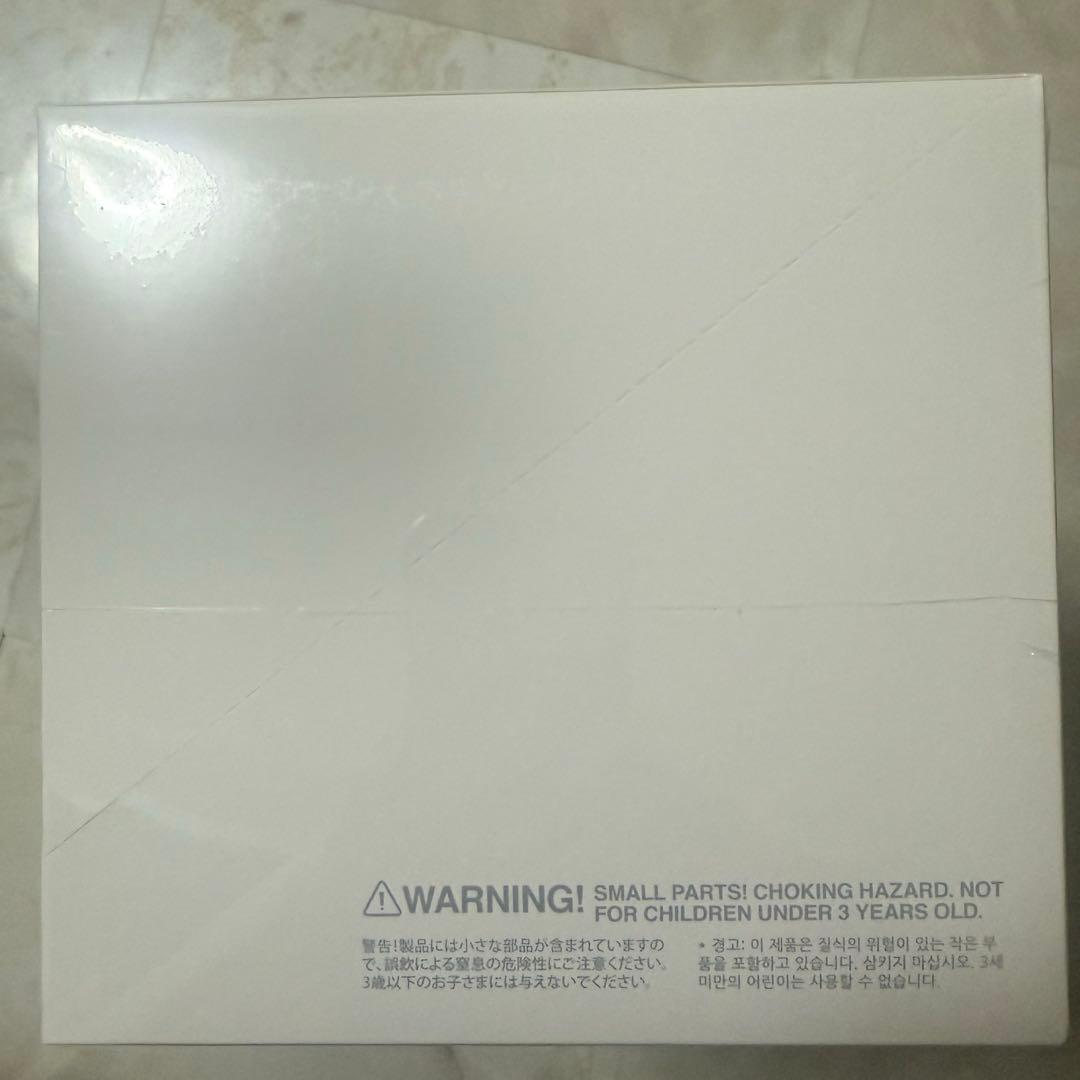 WARNING! SMALL PARTS! CHOKING HAZARD. NOT
FOR CHILDREN UNDER 3 YEARS OLD.
警告!製品には小さな部品が含まれていますの
で、誤飲による窒息の危険性にご注意ください。
3歳以下のお子さまには与えないでください。
* 경고: 이 제품은 질식의 위험이 있는 작은 부
품을 포함하고 있습니다. 삼키지 마십시오. 3세
미만의 어린이는 사용할 수 없습니다.